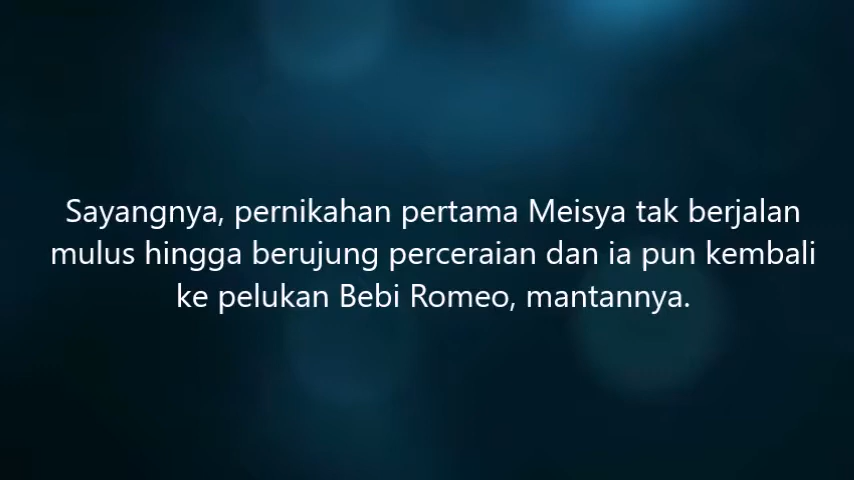 Sayangnya, pernikahan pertama Meisya tak berjalan
mulus hingga berujung perceraian dan ia pun kembali
ke pelukan Bebi Romeo, mantannya.